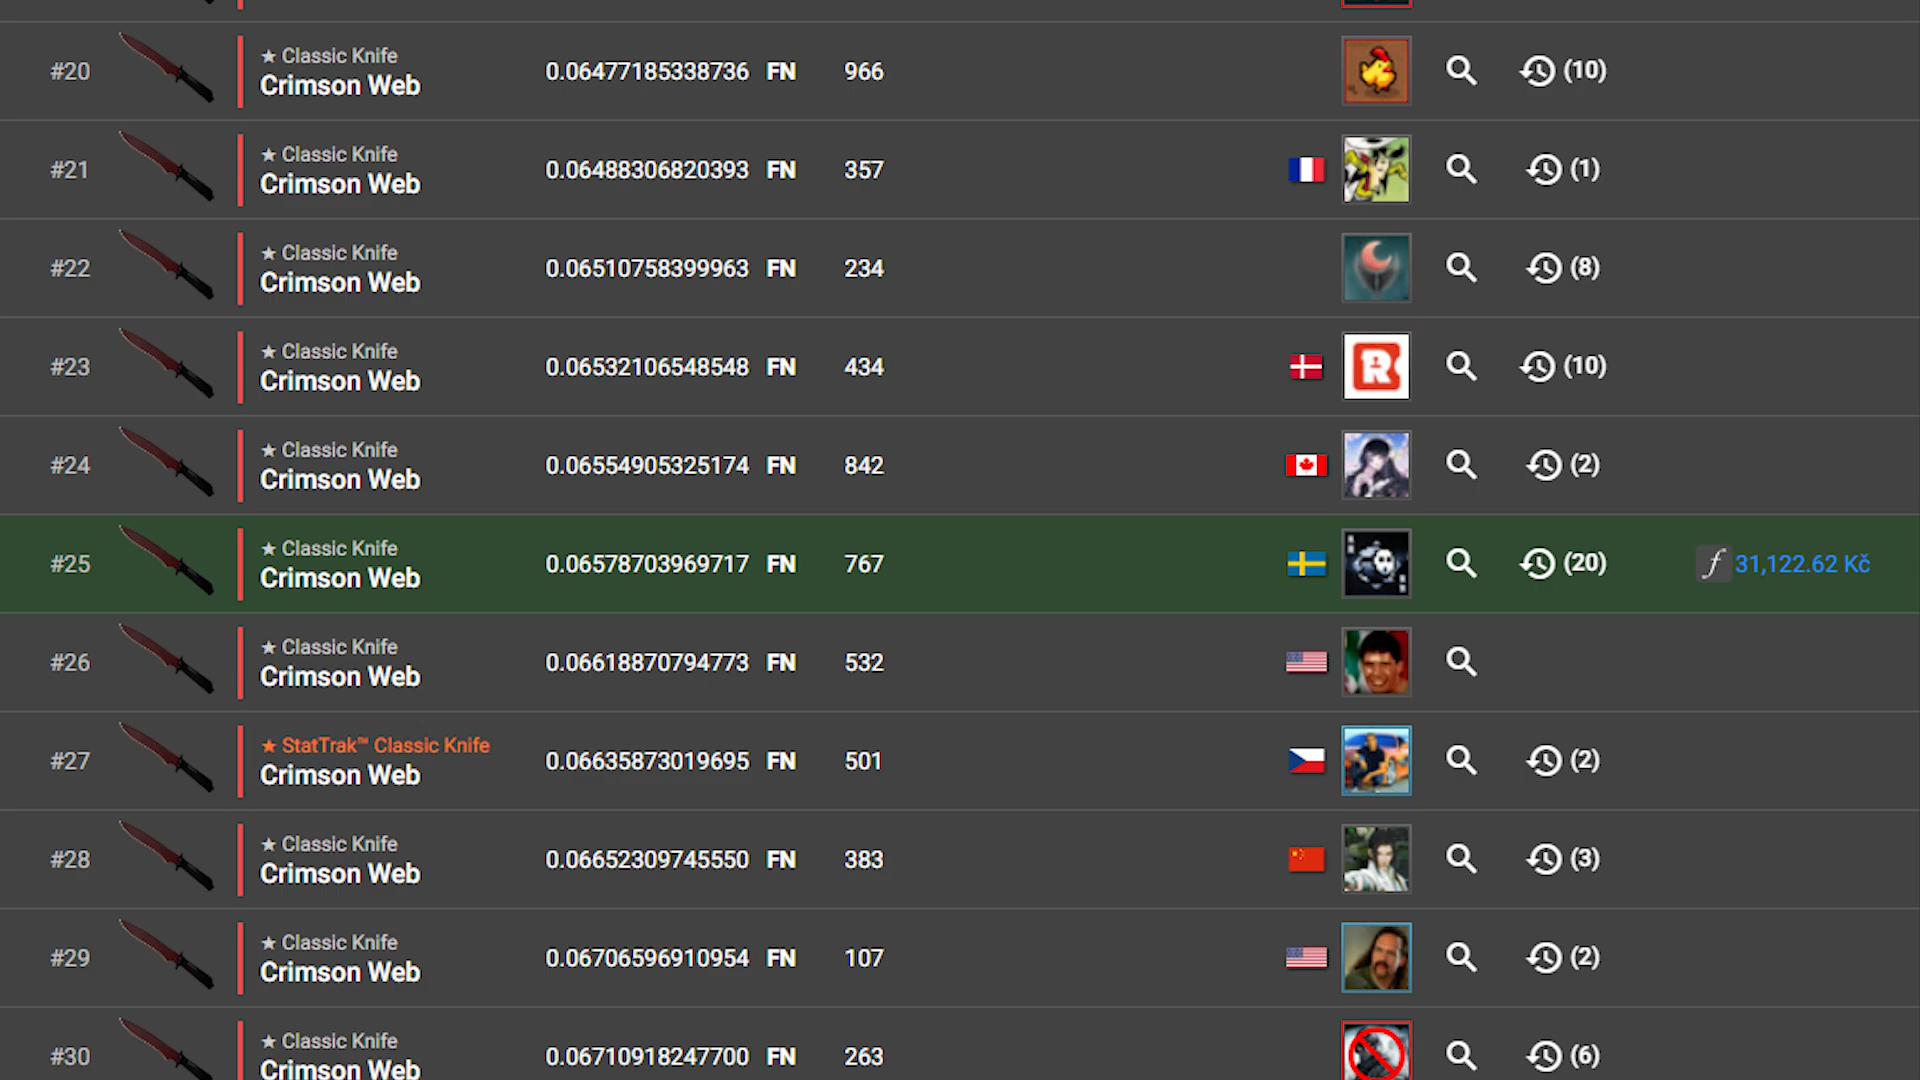 #20 ★ Classic Knife
Crimson Web 0.06477185338736 FN 966 (10)
#21 ★ Classic Knife
Crimson Web 0.06488306820393 FN 357 (1)
#22 ★ Classic Knife
Crimson Web 0.06510758399963 FN 234 (8)
#23 ★ Classic Knife
Crimson Web 0.06532106548548 FN 434 R (10)
#24 ★ Classic Knife
Crimson Web 0.06554905325174 FN 842 (2)
#25 ★ Classic Knife
Crimson Web 0.06578703969717 FN 767 (20) f 31,122.62 Kč
#26 ★ Classic Knife
Crimson Web 0.06618870794773 FN 532
#27 ★ StatTrak™ Classic Knife
Crimson Web 0.06635873019695 FN 501 (2)
#28 ★ Classic Knife
Crimson Web 0.06652309745550 FN 383 (3)
#29 ★ Classic Knife
Crimson Web 0.06706596910954 FN 107 (2)
#30 ★ Classic Knife
Crimson Web 0.06710918247700 FN 263 (6)